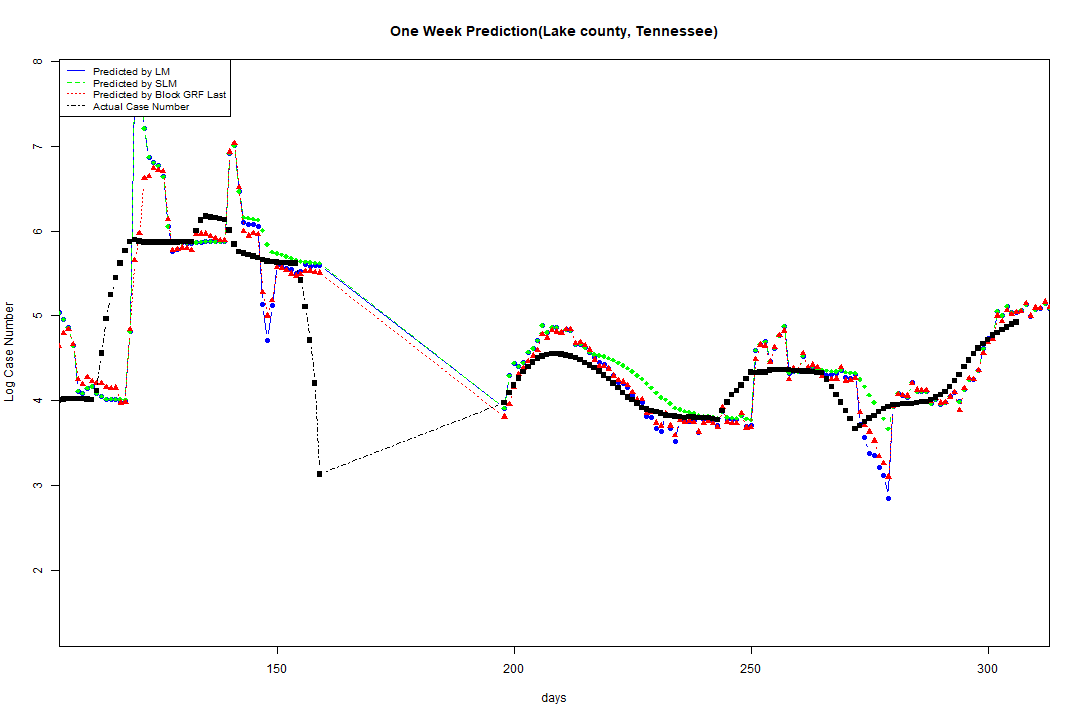 One Week Prediction(Lake county, Tennessee)
Predicted by LM
Predicted by SLM
Predicted by Block GRF Last
Actual Case Number
Log Case Number
8
7
6
5
4
3
2
150 200 250 300
days